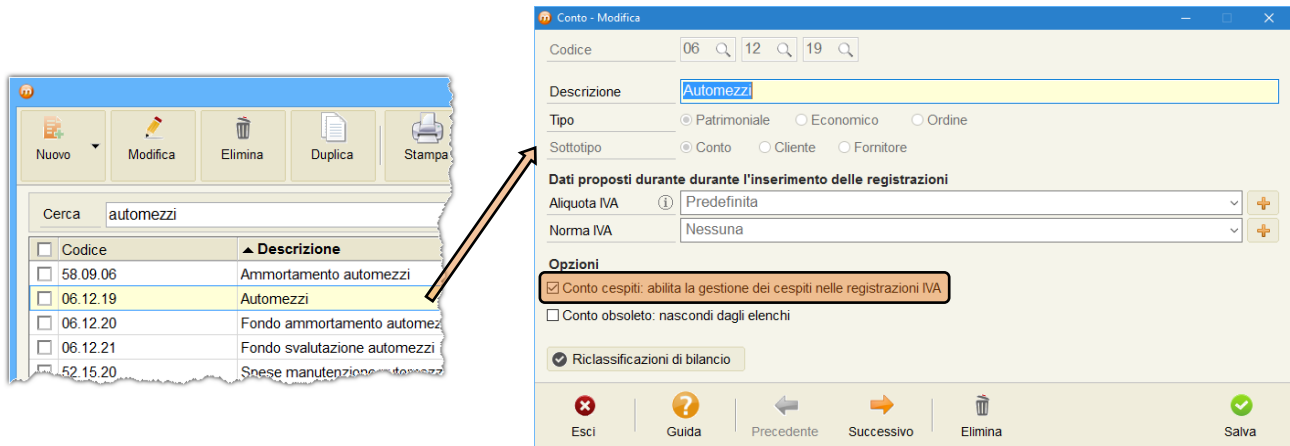 Nuovo Modifica Elimina Duplica Stampa
Cerca automezzi
Codice Descrizione
58.09.06 Ammortamento automezzi
06.12.19 Automezzi
06.12.20 Fondo ammortamento automez
06.12.21 Fondo svalutazione automezzi
52.15.20 Spese manutenzione automezz
Conto - Modifica
Codice 06 12 19
Descrizione Automezzi
Tipo Patrimoniale Economico Ordine
Sottotipo Conto Cliente Fornitore
Dati proposti durante durante l'inserimento delle registrazioni
Aliquota IVA Predefinita
Norma IVA Nessuna
Opzioni
Conto cespiti: abilita la gestione dei cespiti nelle registrazioni IVA
Conto obsoleto: nascondi dagli elenchi
Riclassificazioni di bilancio
Esci Guida Precedente Successivo Elimina Salva